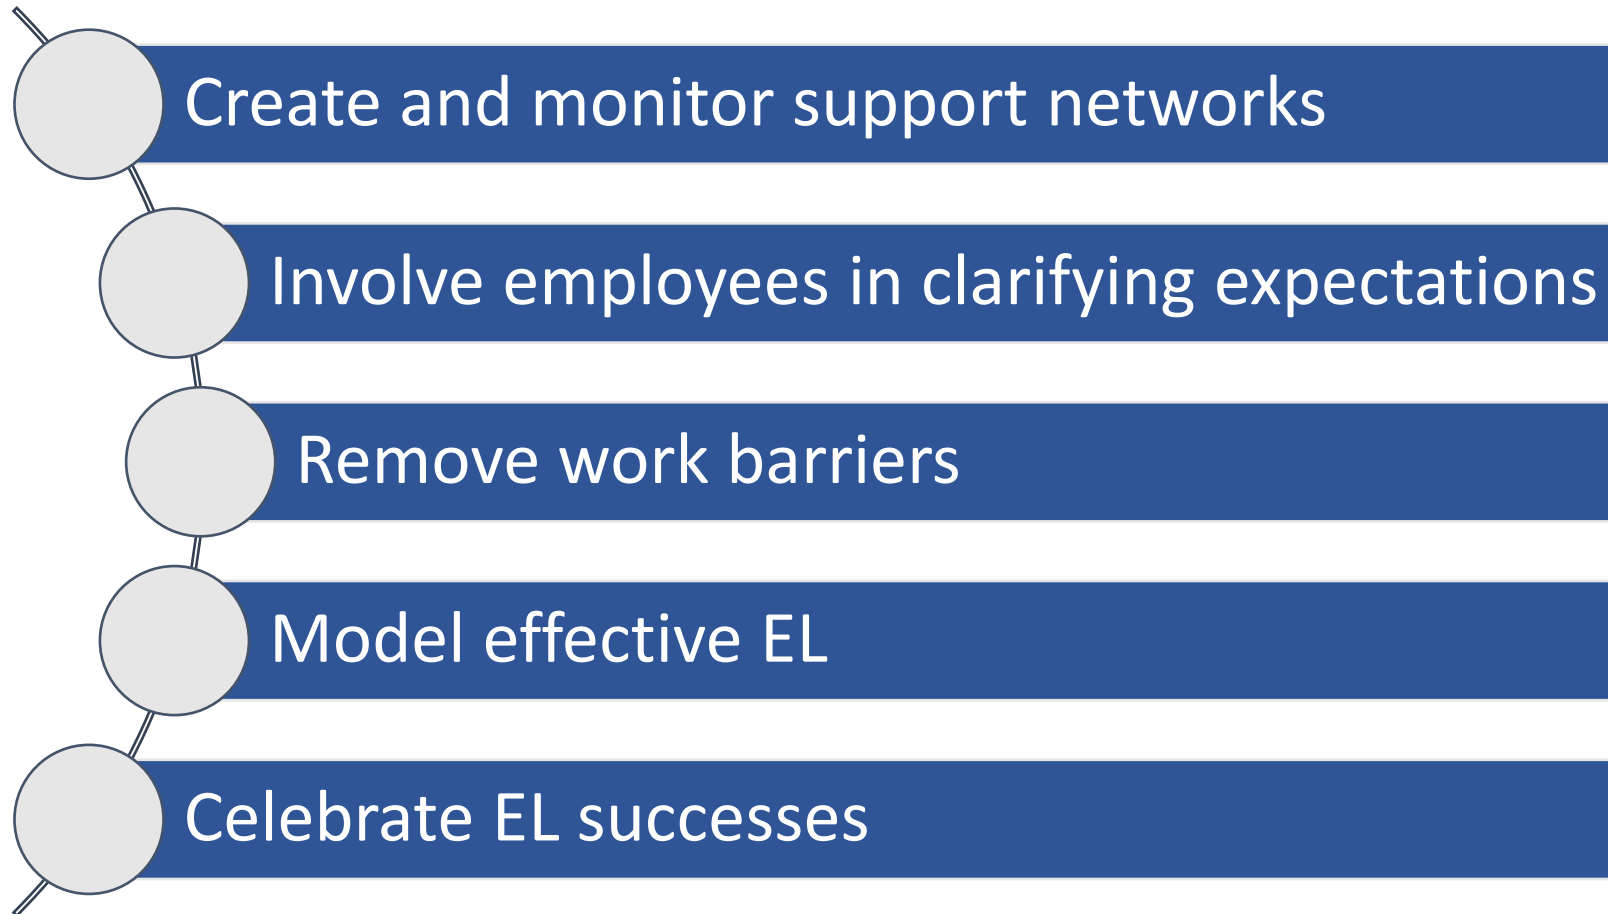 Create and monitor support networks
Involve employees in clarifying expectations
Remove work barriers
Model effective EL
Celebrate EL successes